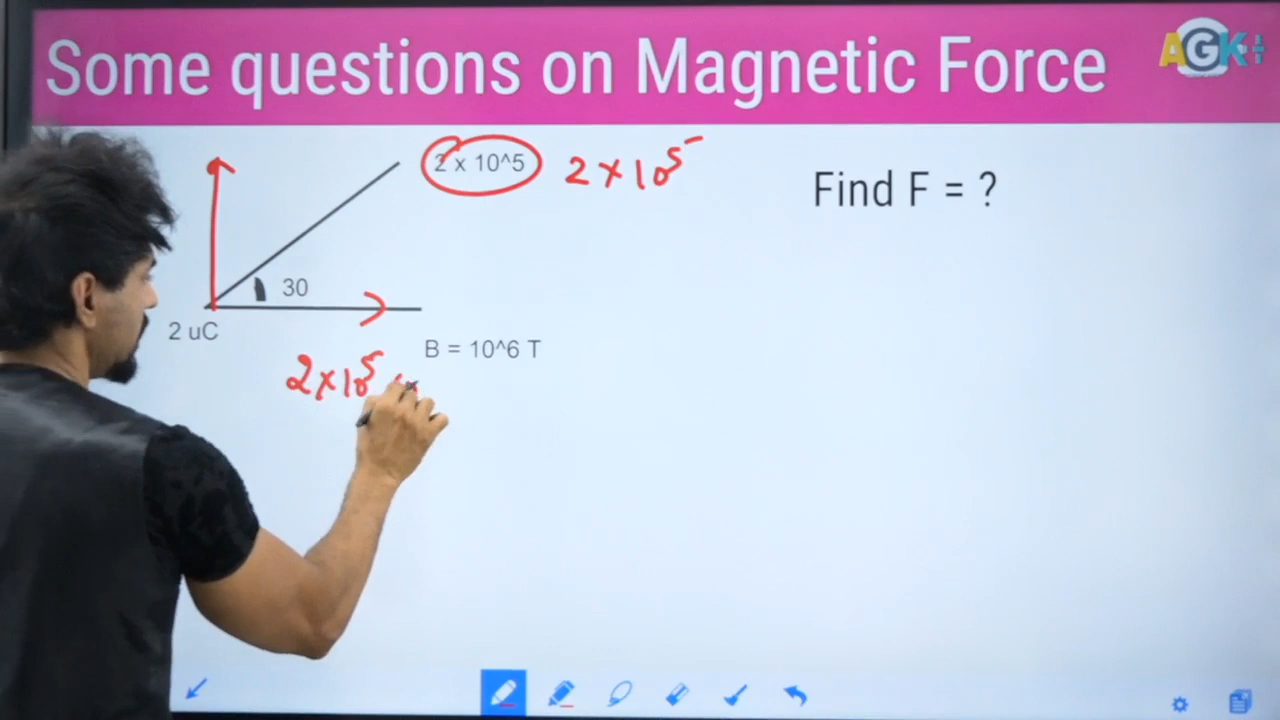 Some questions on Magnetic Force
AGK
2 x 10^5
2 × 10⁵
Find F = ?
30
2 uC
B = 10^6 T
2 × 10⁵